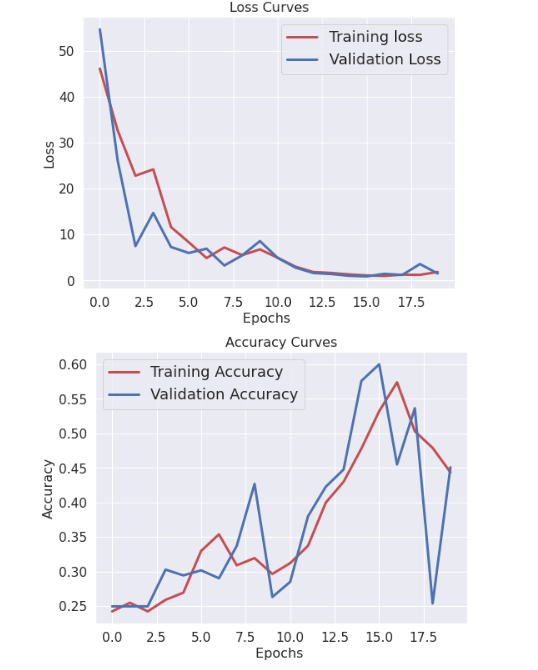 Loss Curves
Training loss
Validation Loss
50
40
30
20
10
0
Loss
0.0 2.5 5.0 7.5 10.0 12.5 15.0 17.5
Epochs
Accuracy Curves
Training Accuracy
Validation Accuracy
0.60
0.55
0.50
0.45
0.40
0.35
0.30
0.25
Accuracy
0.0 2.5 5.0 7.5 10.0 12.5 15.0 17.5
Epochs